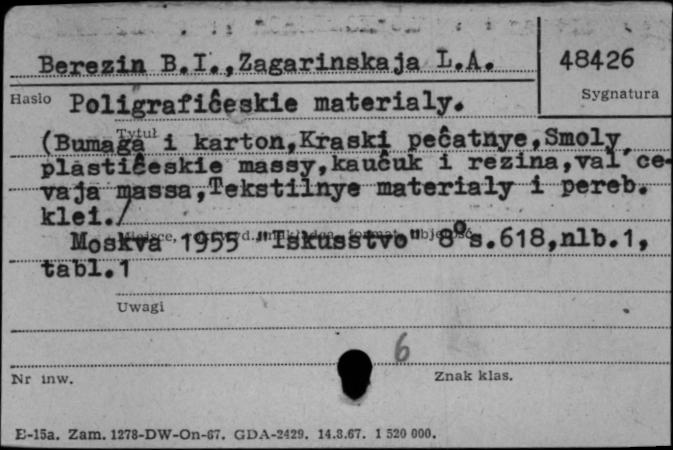 Berezin B.I.,Zagarinskaja L.A.
48426
Hasło
Sygnatura
Poligrafičeskie materialy.
Tytuł
(Bumaga i karton,Kraski pečatnye,Smoly,
plastičeskie massy,kaučuk i rezina,val'ce-
vaja massa,Tekstilnye materialy i pereb.
klei./
Moskva 1955 "Iskusstvo" 8° s.618,nlb.1,
tabl.1
Uwagi
6
Nr inw.
Znak klas.
E-15a. Zam. 1278-DW-On-67. GDA-2429. 14.8.67. 1 520 000.